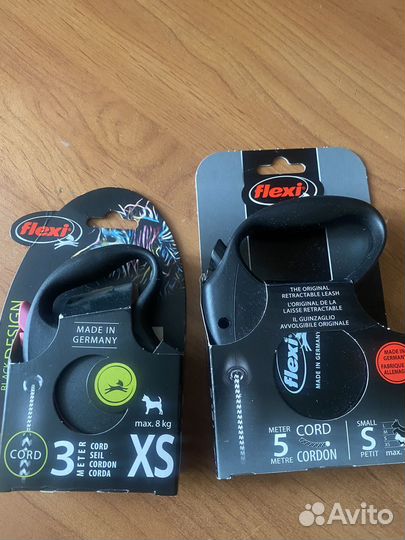 flexi
BLACK DESIGN
MADE IN
GERMANY
max. 8 kg
CORD
3
METER
CORD
SEIL
CORDON
CORDA
XS
flexi
THE ORIGINAL
RETRACTABLE LEASH
L'ORIGINAL DE LA
LAISSE RETRACTABLE
IL GUINZAGLIO
AVVOLGIBILE ORIGINALE
flexi
MADE IN GERMANY
MADE IN
GERMANY
FABRIQUÉ
ALLEMAG
METER
5
METRE
CORD
CORDON
SMALL
S
PETIT
max.
Avito